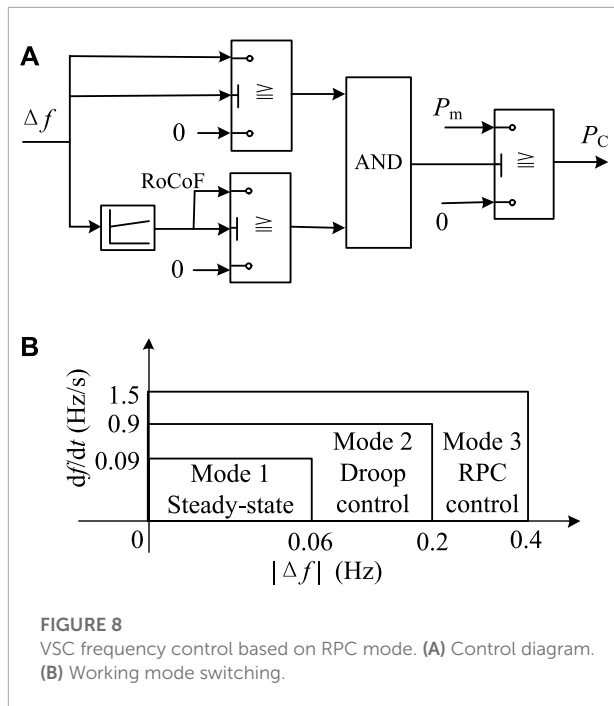 A
Δf
0
≧
RoCoF
0
≧
AND
Pm
0
≧
PC
B
df/dt (Hz/s)
1.5
0.9
0.09
Mode 1
Steady-state
Mode 2
Droop
control
Mode 3
RPC
control
0
0.06
0.2
0.4
|Δf| (Hz)
FIGURE 8
VSC frequency control based on RPC mode. (A) Control diagram.
(B) Working mode switching.